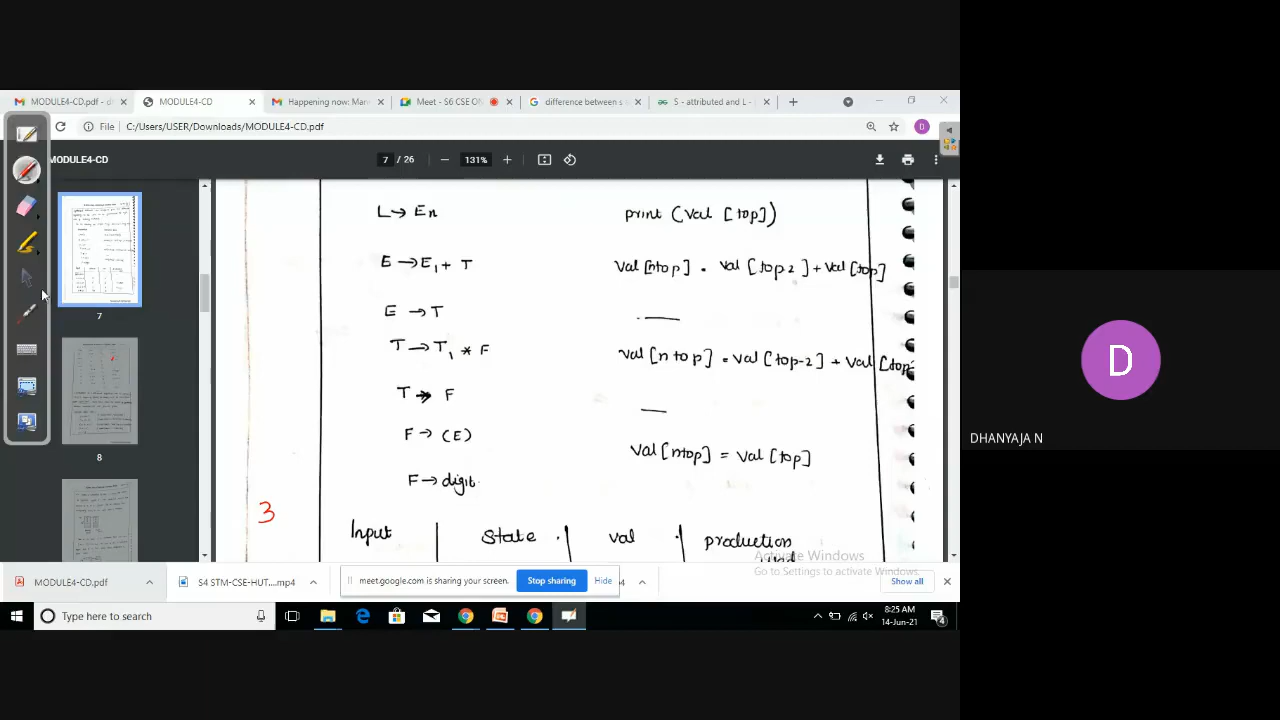 MODULE4-CD.pdf - d
MODULE4-CD
Happening now: Man
Meet - S6 CSE ON
difference between s
S - attributed and L -
File
C:/Users/USER/Downloads/MODULE4-CD.pdf
D
MODULE4-CD
7 / 26
131%
7
8
L → En
print (val [top])
E → E1 + T
val[ntop] = val [top-2] + val[top]
E → T
T → T1 * F
val [n top] = val [top-2] + val [top
T → F
F → (E)
val [ntop] = val [top]
F → digit
3
Input
State
val
production
Activate Windows
Go to Settings to activate Windows.
MODULE4-CD.pdf
S4 STM-CSE-HUT....mp4
meet.google.com is sharing your screen.
Stop sharing
Hide
Show all
Type here to search
8:25 AM
14-Jun-21
4
D
DHANYAJA N